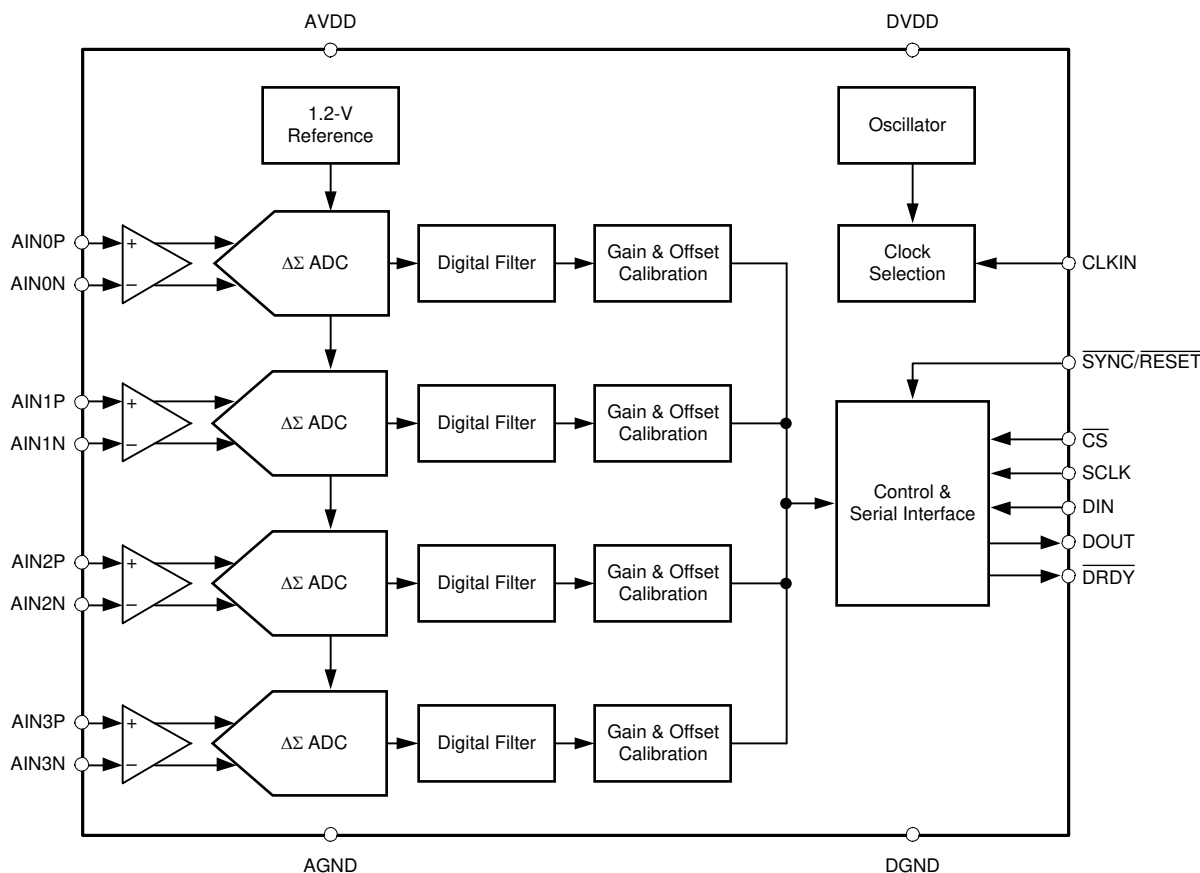 AVDD
DVDD
1.2-V
Reference
Oscillator
AIN0P
+
AIN0N
−
ΔΣ ADC
Digital Filter
Gain & Offset
Calibration
Clock
Selection
CLKIN
SYNC/RESET
AIN1P
+
AIN1N
−
ΔΣ ADC
Digital Filter
Gain & Offset
Calibration
Control &
Serial Interface
CS
SCLK
DIN
DOUT
DRDY
AIN2P
+
AIN2N
−
ΔΣ ADC
Digital Filter
Gain & Offset
Calibration
AIN3P
+
AIN3N
−
ΔΣ ADC
Digital Filter
Gain & Offset
Calibration
AGND
DGND